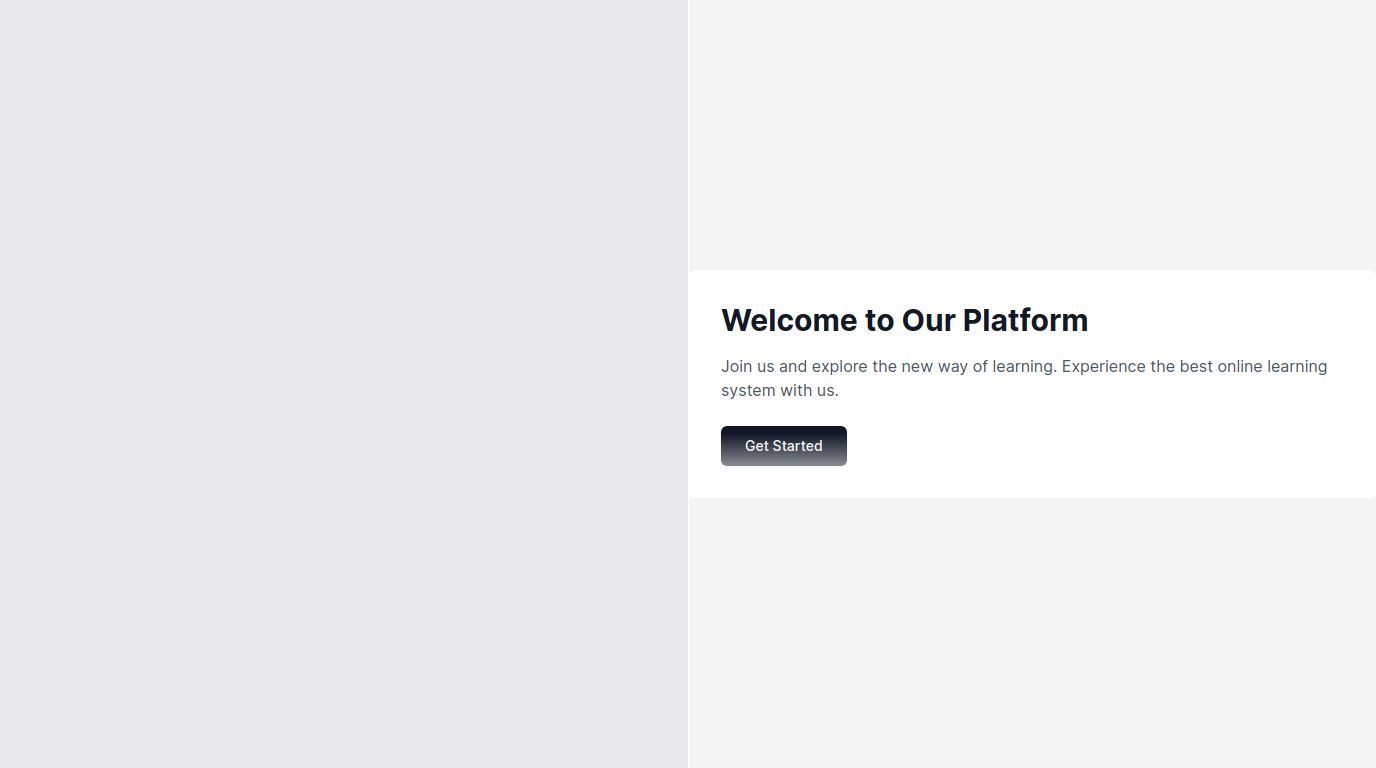 Welcome to Our Platform
Join us and explore the new way of learning. Experience the best online learning
system with us.
Get Started